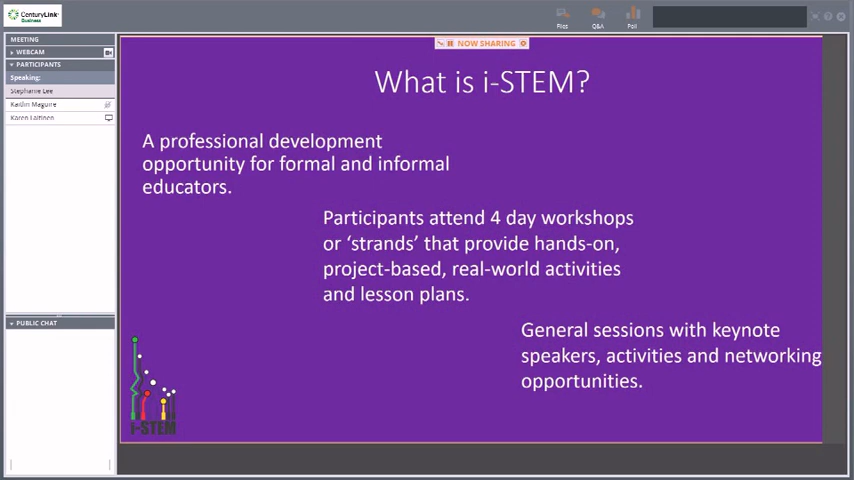 CenturyLink
Business
Files
Q&A
Poll
MEETING
WEBCAM
PARTICIPANTS
Speaking:
Stephanie Lee
Kaitlin Maguire
Karen Laitinen
PUBLIC CHAT
NOW SHARING
What is i-STEM?
A professional development
opportunity for formal and informal
educators.
Participants attend 4 day workshops
or ‘strands’ that provide hands-on,
project-based, real-world activities
and lesson plans.
General sessions with keynote
speakers, activities and networking
opportunities.
i-STEM